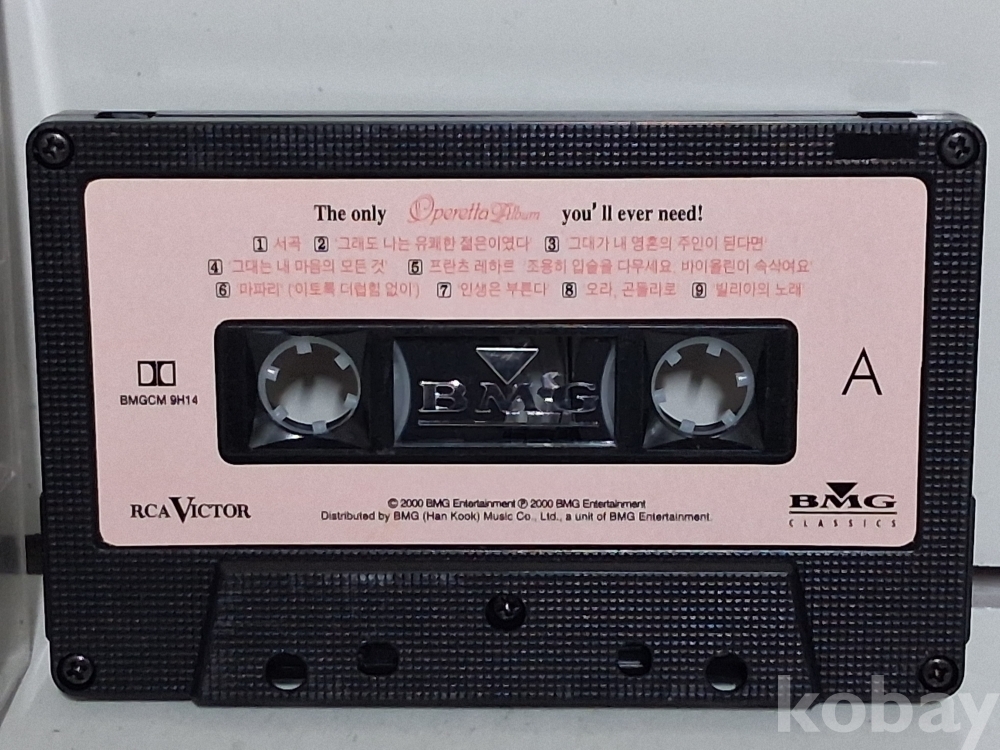 The only Operetta Album you'll ever need!
1 서곡 2 '그래도 나는 유쾌한 젊은이였다' 3 '그대가 내 영혼의 주인이 된다면'
4 '그대는 내 마음의 모든 것' 5 프란츠 레하르 '조용히 입술을 다무세요, 바이올린이 속삭여요'
6 '마파리' ('이토록 더럽힘 없이') 7 '인생은 부른다' 8 오라, 곤돌라로 9 '빌리아의 노래'
BMG
A
BMGCM 9H14
RCA VICTOR
© 2000 BMG Entertainment ℗ 2000 BMG Entertainment
Distributed by BMG (Han Kook) Music Co., Ltd., a unit of BMG Entertainment.
BMG
CLASSICS
kobay